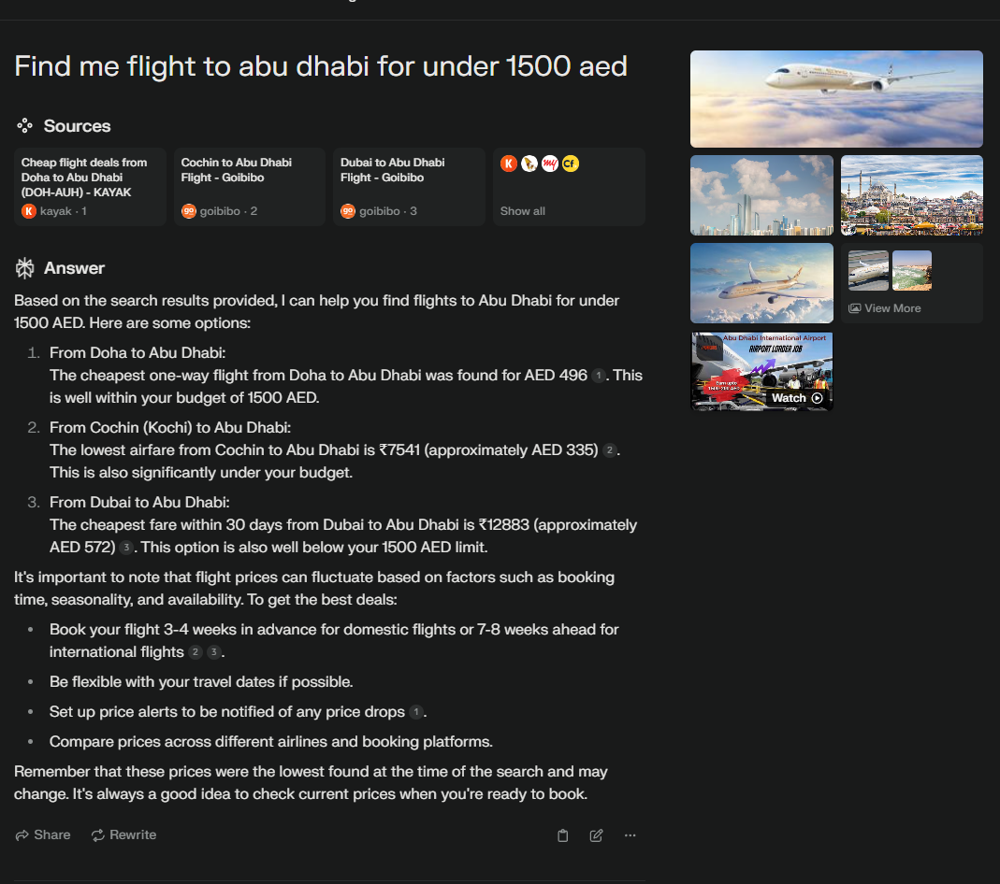 Find me flight to abu dhabi for under 1500 aed
Sources
Cheap flight deals from
Doha to Abu Dhabi
(DOH-AUH) - KAYAK
K kayak · 1
Cochin to Abu Dhabi
Flight - Goibibo
go goibibo · 2
Dubai to Abu Dhabi
Flight - Goibibo
go goibibo · 3
K my Cf
Show all
Answer
Based on the search results provided, I can help you find flights to Abu Dhabi for under
1500 AED. Here are some options:
1. From Doha to Abu Dhabi:
The cheapest one-way flight from Doha to Abu Dhabi was found for AED 496 1. This
is well within your budget of 1500 AED.
2. From Cochin (Kochi) to Abu Dhabi:
The lowest airfare from Cochin to Abu Dhabi is ₹7541 (approximately AED 335) 2.
This is also significantly under your budget.
3. From Dubai to Abu Dhabi:
The cheapest fare within 30 days from Dubai to Abu Dhabi is ₹12883 (approximately
AED 572) 3. This option is also well below your 1500 AED limit.
It's important to note that flight prices can fluctuate based on factors such as booking
time, seasonality, and availability. To get the best deals:
• Book your flight 3-4 weeks in advance for domestic flights or 7-8 weeks ahead for
international flights 2 3.
• Be flexible with your travel dates if possible.
• Set up price alerts to be notified of any price drops 1.
• Compare prices across different airlines and booking platforms.
Remember that these prices were the lowest found at the time of the search and may
change. It's always a good idea to check current prices when you're ready to book.
Share
Rewrite
View More
Abu Dhabi International Airport
AIRPORT LOADER JOB
Earn upto
Watch